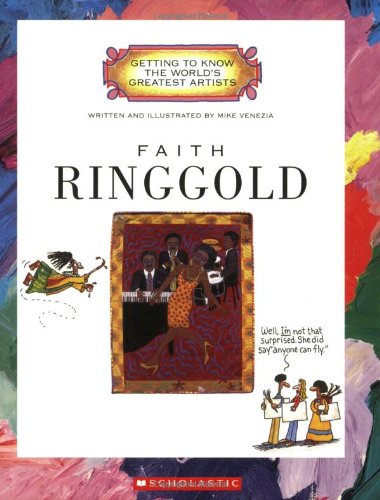 GETTING TO KNOW
THE WORLD'S
GREATEST ARTISTS
WRITTEN AND ILLUSTRATED BY MIKE VENEZIA
FAITH
RINGGOLD
Well, I'm not that
surprised. She did
say "anyone can fly."
SCHOLASTIC